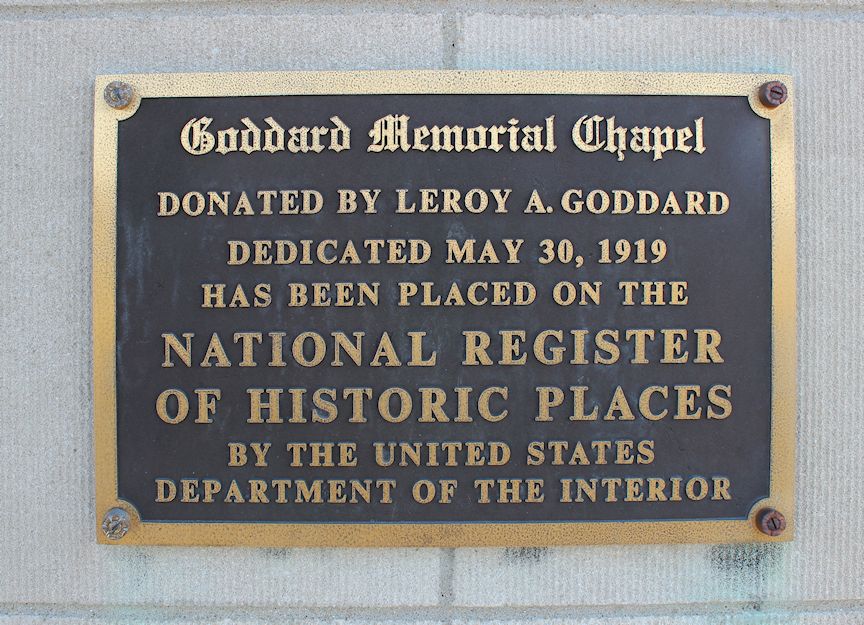 Goddard Memorial Chapel
DONATED BY LEROY A. GODDARD
DEDICATED MAY 30, 1919
HAS BEEN PLACED ON THE
NATIONAL REGISTER
OF HISTORIC PLACES
BY THE UNITED STATES
DEPARTMENT OF THE INTERIOR